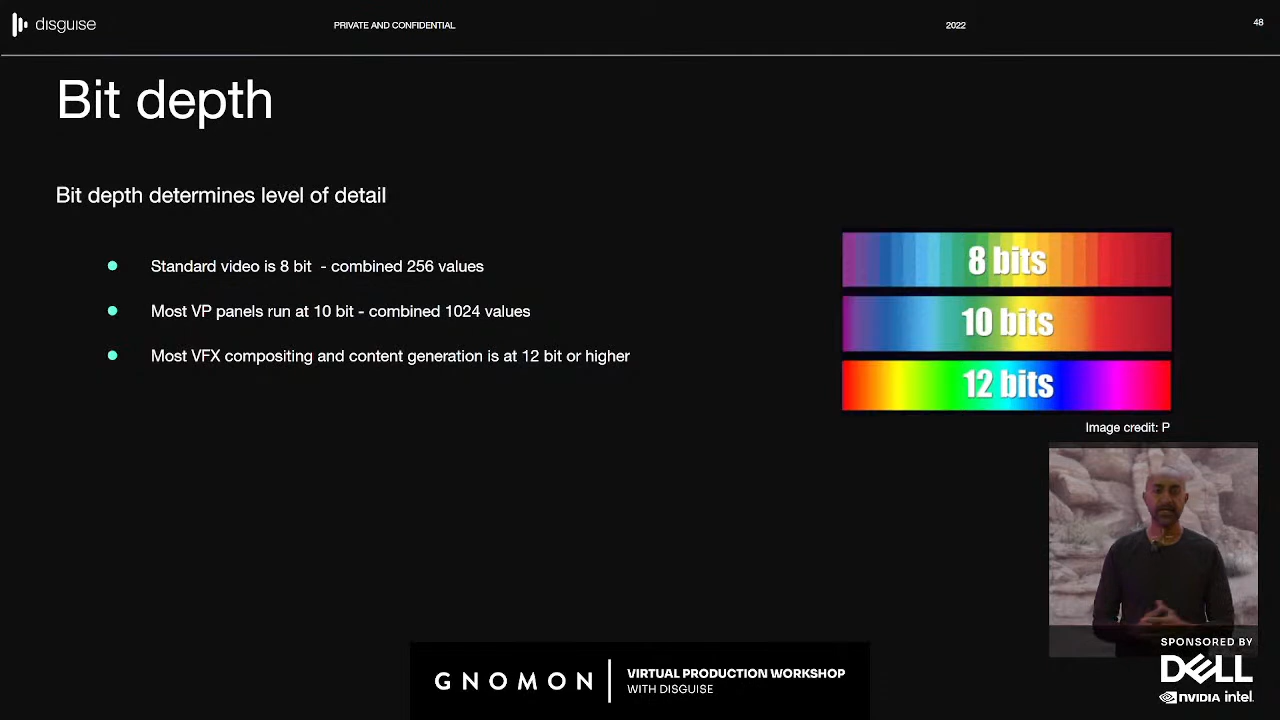 disguise
PRIVATE AND CONFIDENTIAL
2022
48
Bit depth
Bit depth determines level of detail
Standard video is 8 bit - combined 256 values
Most VP panels run at 10 bit - combined 1024 values
Most VFX compositing and content generation is at 12 bit or higher
8 bits
10 bits
12 bits
Image credit: P
SPONSORED BY
DELL
NVIDIA intel.
GNOMON
VIRTUAL PRODUCTION WORKSHOP
WITH DISGUISE